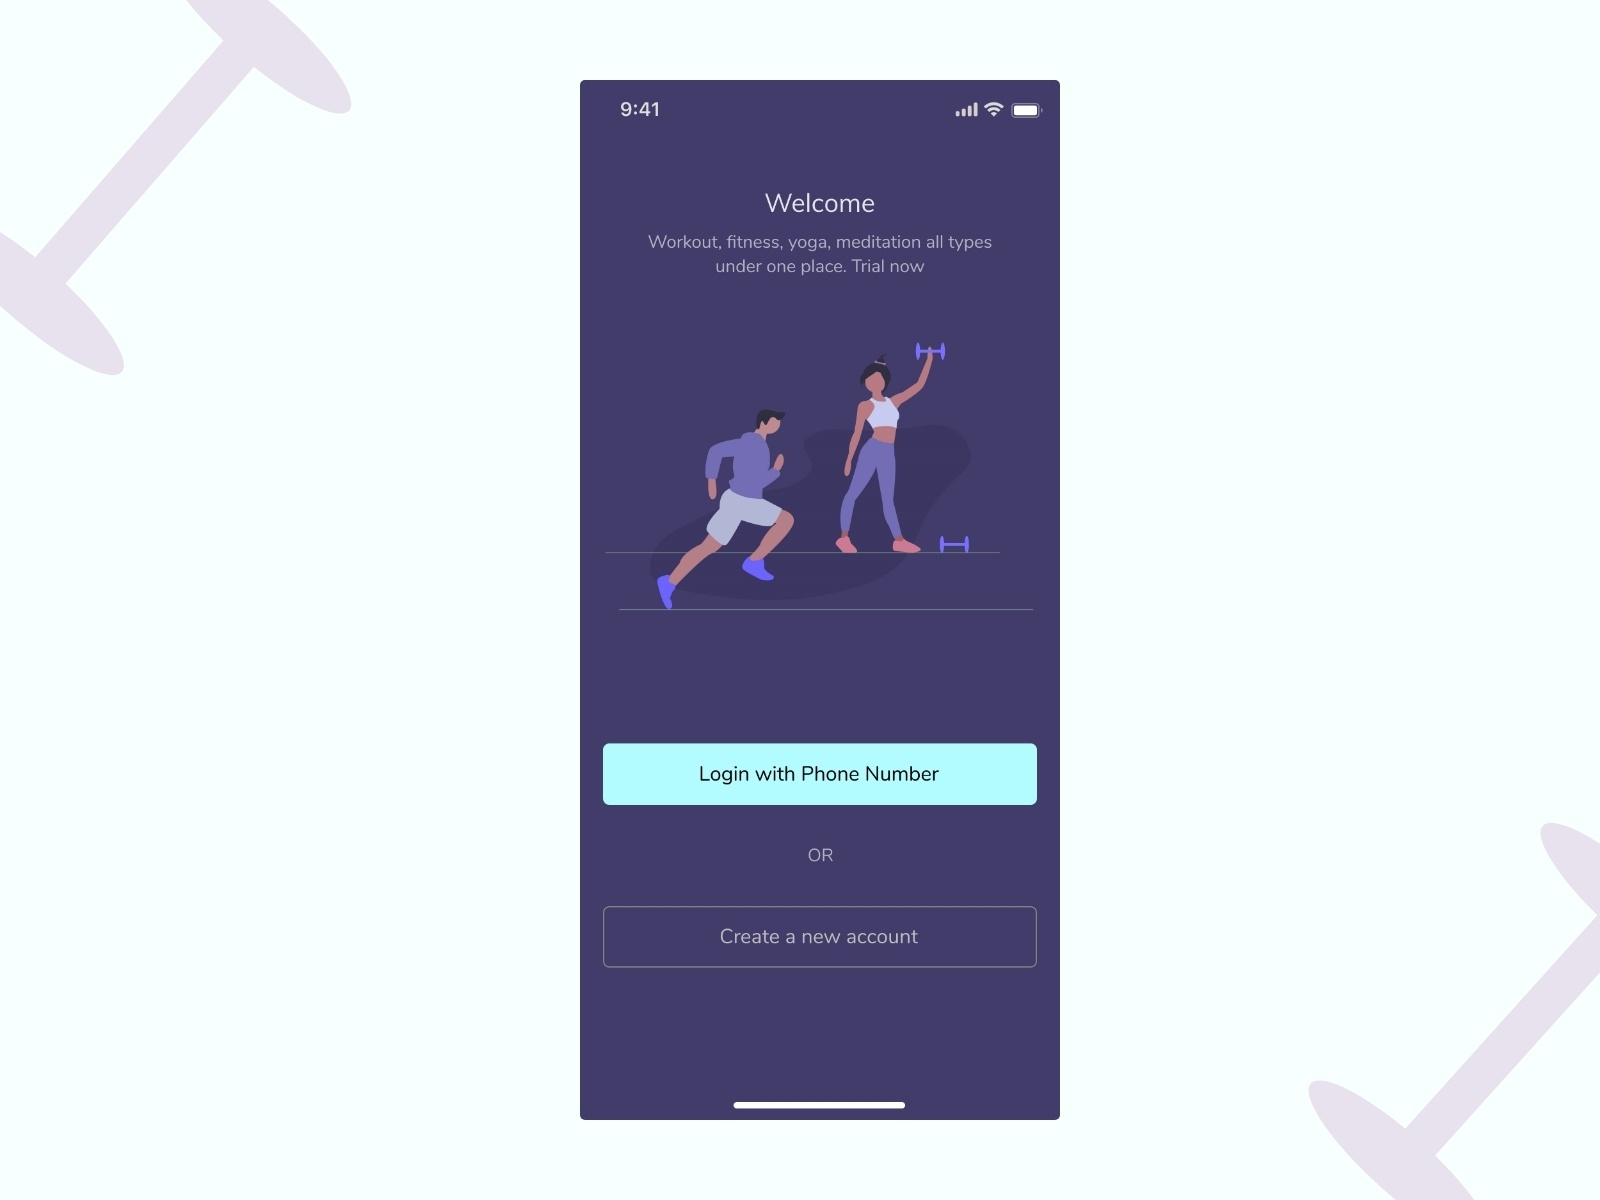 9:41
Welcome
Workout, fitness, yoga, meditation all types
under one place. Trial now
Login with Phone Number
OR
Create a new account